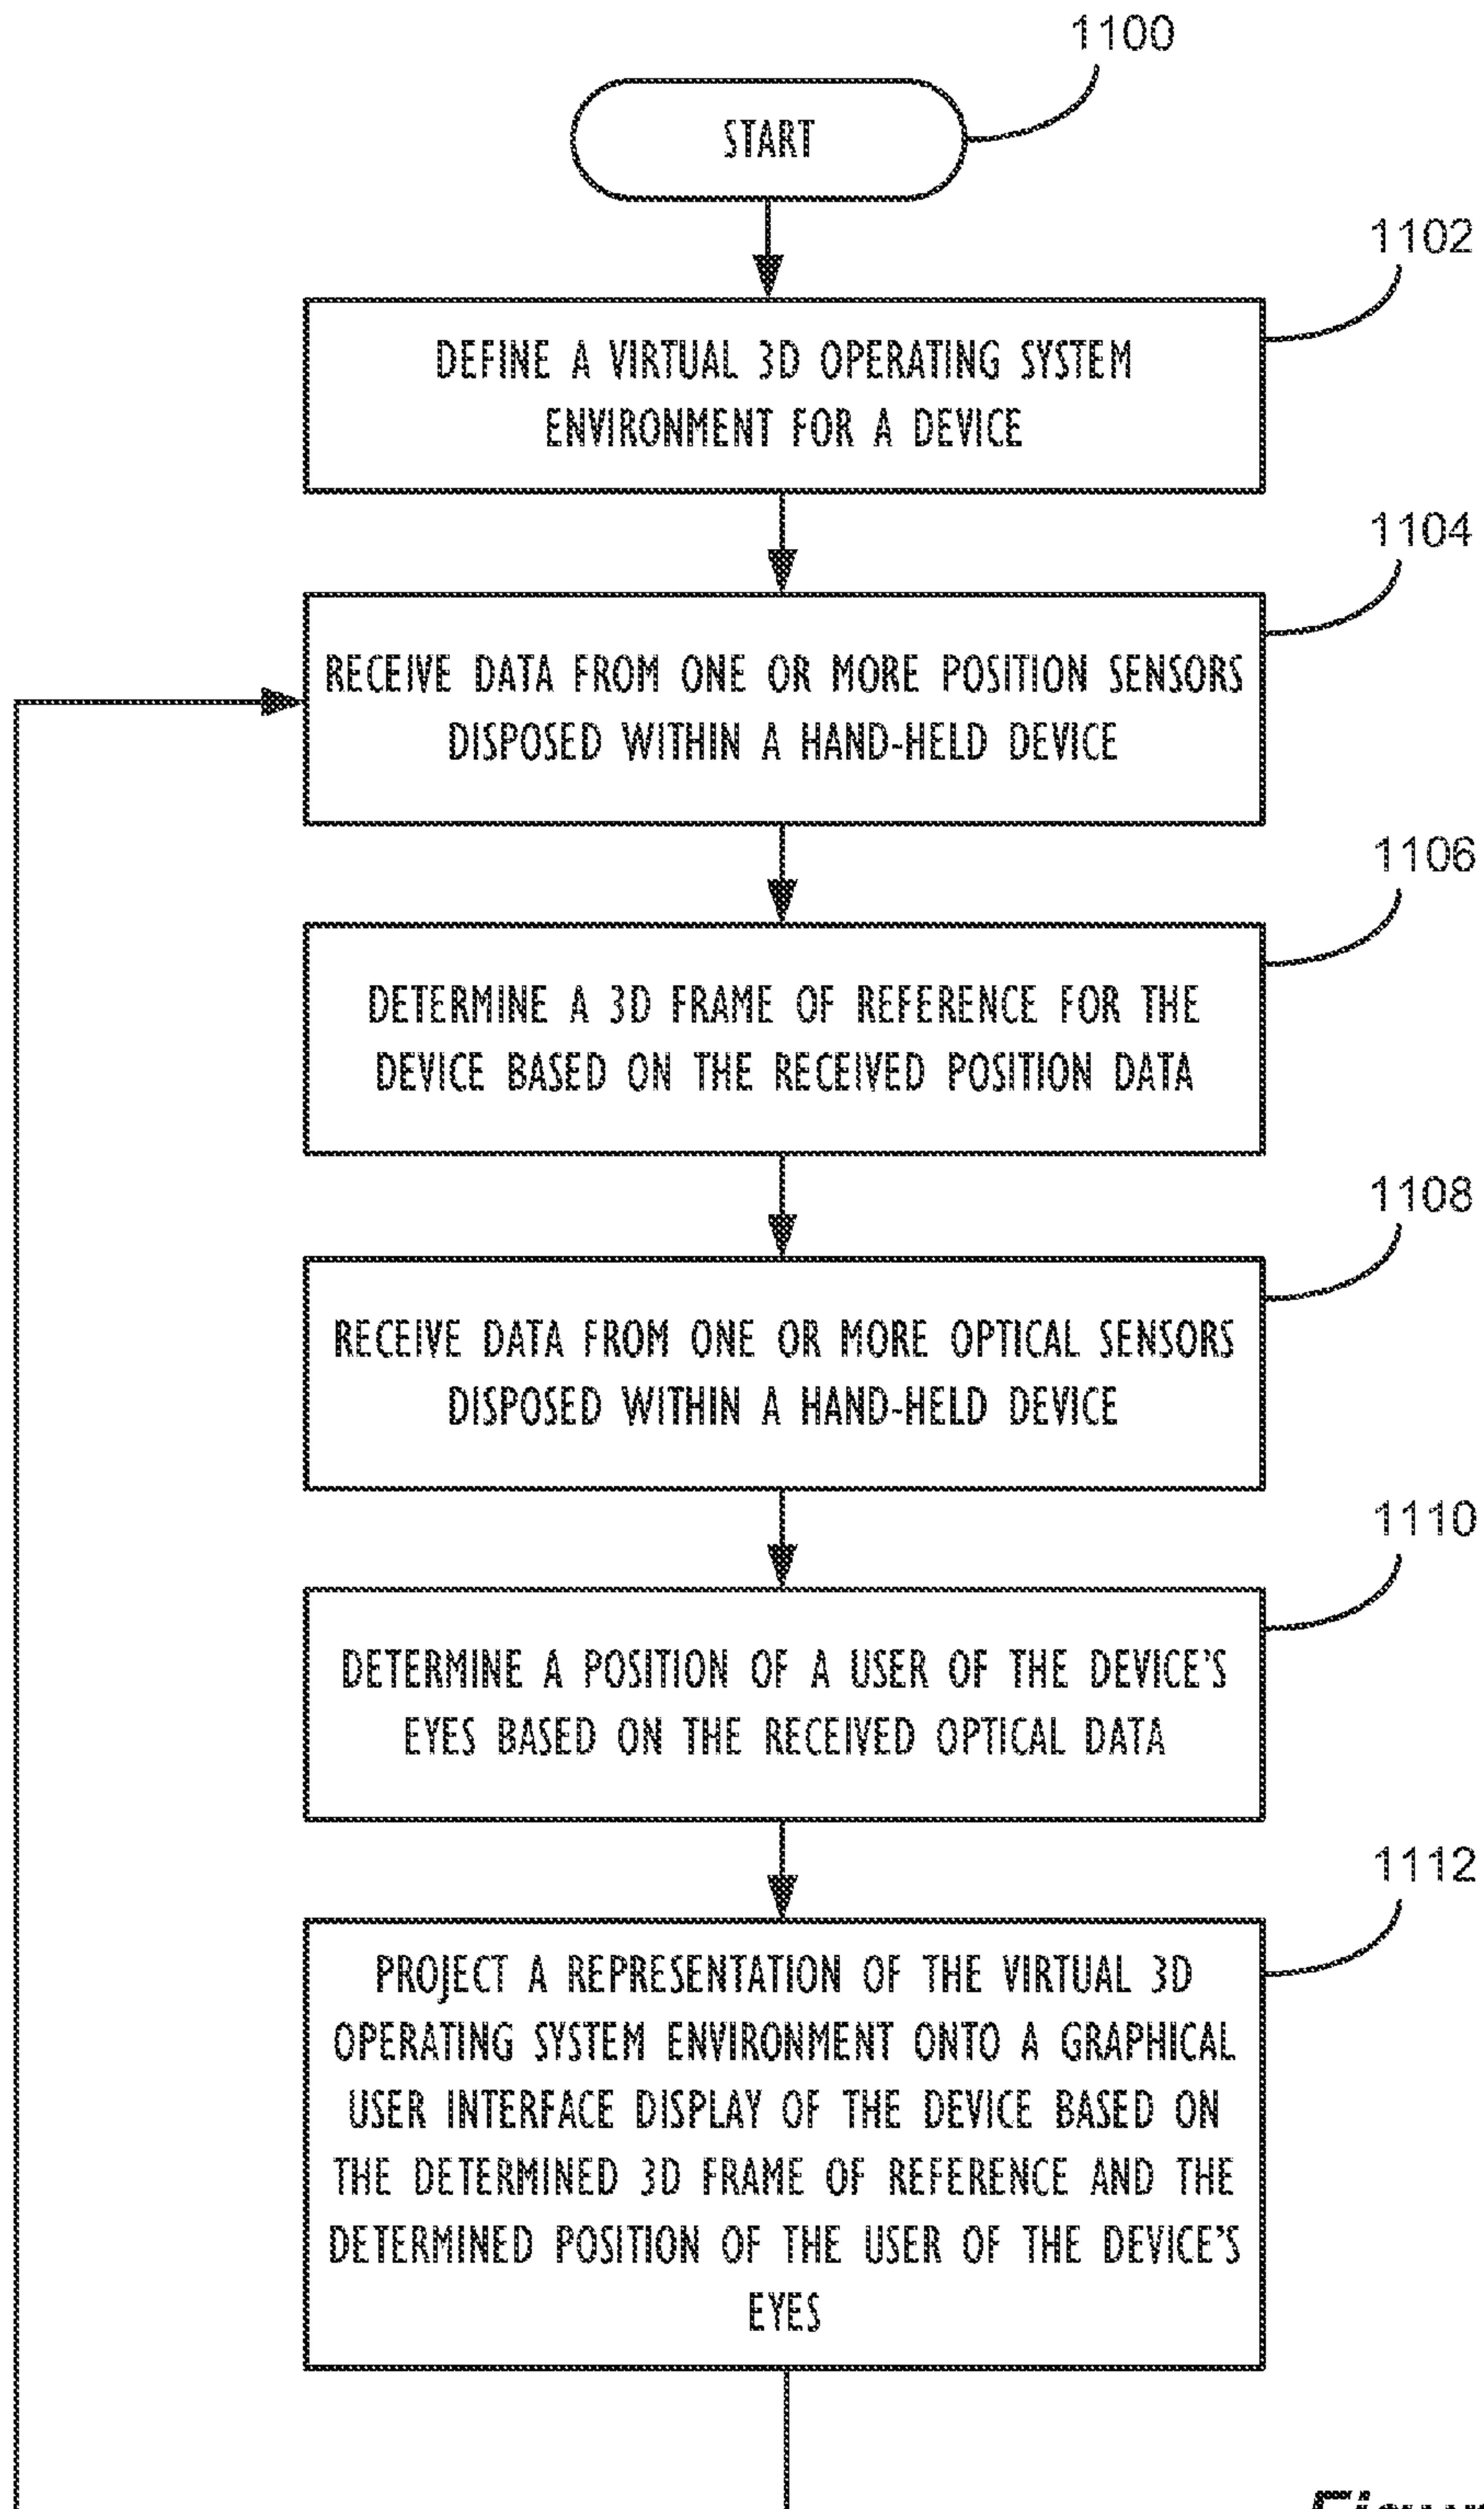 1100
START
1102
DEFINE A VIRTUAL 3D OPERATING SYSTEM
ENVIRONMENT FOR A DEVICE
1104
RECEIVE DATA FROM ONE OR MORE POSITION SENSORS
DISPOSED WITHIN A HAND-HELD DEVICE
1106
DETERMINE A 3D FRAME OF REFERENCE FOR THE
DEVICE BASED ON THE RECEIVED POSITION DATA
1108
RECEIVE DATA FROM ONE OR MORE OPTICAL SENSORS
DISPOSED WITHIN A HAND-HELD DEVICE
1110
DETERMINE A POSITION OF A USER OF THE DEVICE'S
EYES BASED ON THE RECEIVED OPTICAL DATA
1112
PROJECT A REPRESENTATION OF THE VIRTUAL 3D
OPERATING SYSTEM ENVIRONMENT ONTO A GRAPHICAL
USER INTERFACE DISPLAY OF THE DEVICE BASED ON
THE DETERMINED 3D FRAME OF REFERENCE AND THE
DETERMINED POSITION OF THE USER OF THE DEVICE'S
EYES